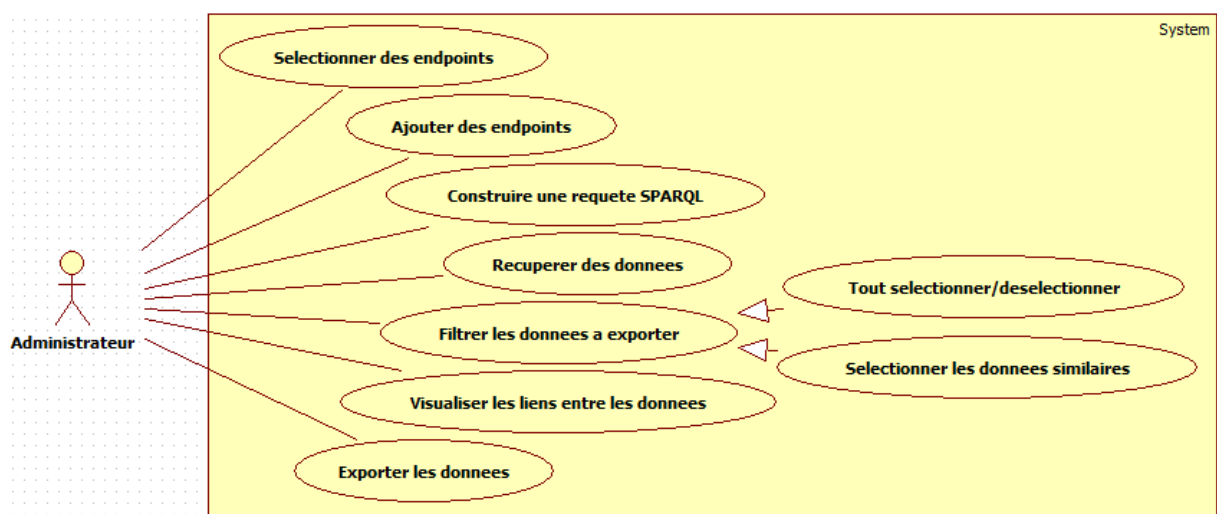 System
Selectionner des endpoints
Ajouter des endpoints
Construire une requete SPARQL
Recuperer des donnees
Tout selectionner/deselectionner
Filtrer les donnees a exporter
Administrateur
Selectionner les donnees similaires
Visualiser les liens entre les donnees
Exporter les donnees